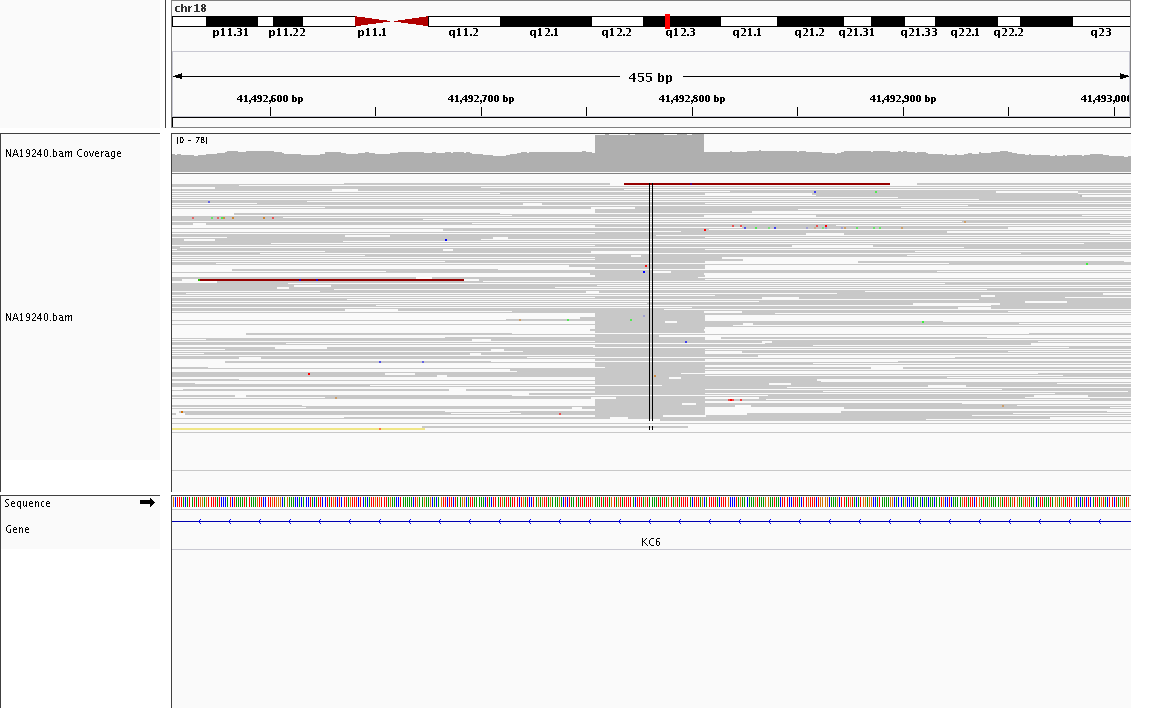 chr18
p11.31 p11.22 p11.1 q11.2 q12.1 q12.2 q12.3 q21.1 q21.2 q21.31 q21.33 q22.1 q22.2 q23
455 bp
41,492,600 bp 41,492,700 bp 41,492,800 bp 41,492,900 bp 41,493,000
[0 - 78]
NA19240.bam Coverage
NA19240.bam
Sequence
Gene
KC6